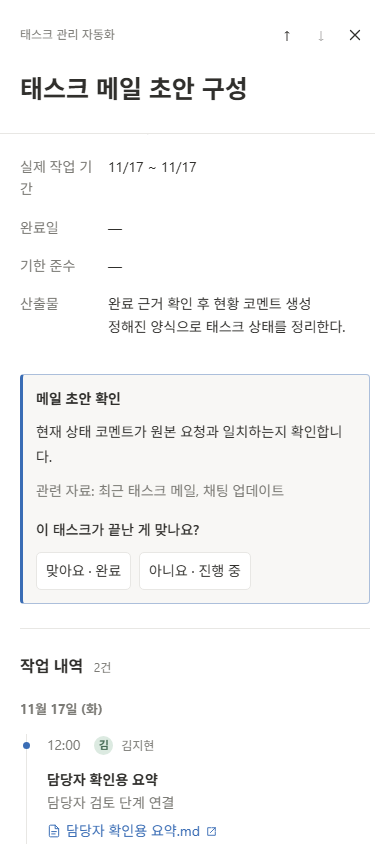 태스크 관리 자동화
↑ ↓ ×
태스크 메일 초안 구성
실제 작업 기
간
11/17 ~ 11/17
완료일
—
기한 준수
—
산출물
완료 근거 확인 후 현황 코멘트 생성
정해진 양식으로 태스크 상태를 정리한다.
메일 초안 확인
현재 상태 코멘트가 원본 요청과 일치하는지 확인합니
다.
관련 자료: 최근 태스크 메일, 채팅 업데이트
이 태스크가 끝난 게 맞나요?
맞아요 · 완료
아니요 · 진행 중
작업 내역 2건
11월 17일 (화)
12:00 김 김지현
담당자 확인용 요약
담당자 검토 단계 연결
담당자 확인용 요약.md